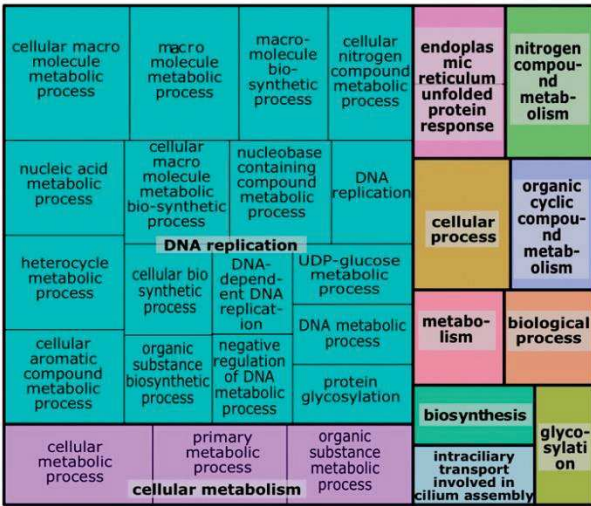 cellular macro
molecule metabolic
process
macro
molecule
metabolic
process
macro-
molecule
bio-
synthetic
process
cellular
nitrogen
compound
metabolic
process
nucleic acid
metabolic
process
cellular
macro
molecule
metabolic
bio-synthetic
process
nucleobase
containing
compound
metabolic
process
DNA
replication
DNA replication
heterocycle
metabolic
process
cellular bio
synthetic
process
DNA-
depend-
ent DNA
replicat-
ion
UDP-glucose
metabolic
process
DNA metabolic
process
cellular
aromatic
compound
metabolic
process
organic
substance
biosynthetic
process
negative
regulation
of DNA
metabolic
process
protein
glycosylation
cellular
metabolic
process
primary
metabolic
process
organic
substance
metabolic
process
cellular metabolism
endoplas
mic
reticulum
unfolded
protein
response
nitrogen
compou-
nd
metab-
olism
cellular
process
organic
cyclic
compou-
nd
metab-
olism
metabo-
lism
biological
process
biosynthesis
glyco-
sylati
on
intraciliary
transport
involved in
cilium assembly